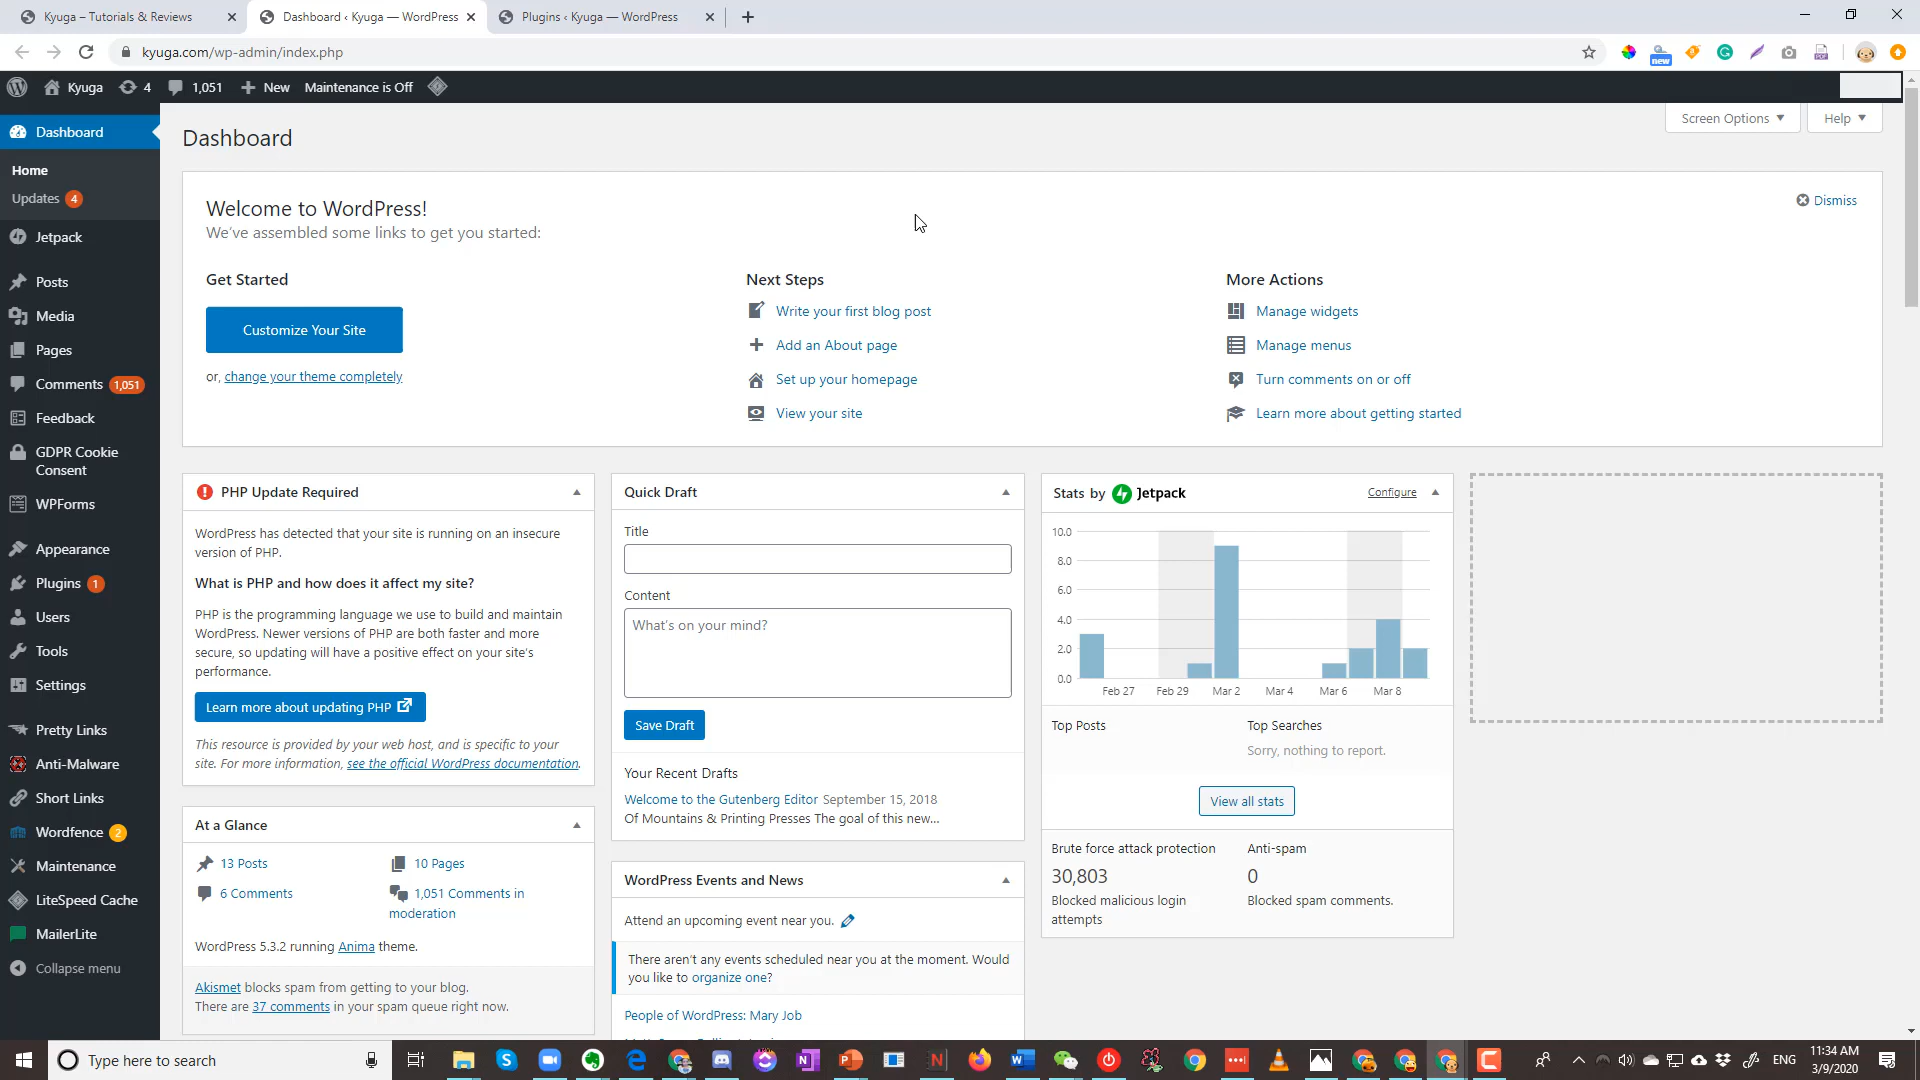 Kyuga – Tutorials & Reviews
Dashboard ‹ Kyuga — WordPress
Plugins ‹ Kyuga — WordPress
kyuga.com/wp-admin/index.php
new
Kyuga
4
1,051
New
Maintenance is Off
Dashboard
Home
Updates 4
Jetpack
Posts
Media
Pages
Comments 1,051
Feedback
GDPR Cookie
Consent
WPForms
Appearance
Plugins 1
Users
Tools
Settings
Pretty Links
Anti-Malware
Short Links
Wordfence 2
Maintenance
LiteSpeed Cache
MailerLite
Collapse menu
Dashboard
Screen Options
Help
Welcome to WordPress!
We've assembled some links to get you started:
Dismiss
Get Started
Customize Your Site
or, change your theme completely
Next Steps
Write your first blog post
Add an About page
Set up your homepage
View your site
More Actions
Manage widgets
Manage menus
Turn comments on or off
Learn more about getting started
PHP Update Required
WordPress has detected that your site is running on an insecure
version of PHP.
What is PHP and how does it affect my site?
PHP is the programming language we use to build and maintain
WordPress. Newer versions of PHP are both faster and more
secure, so updating will have a positive effect on your site's
performance.
Learn more about updating PHP
This resource is provided by your web host, and is specific to your
site. For more information, see the official WordPress documentation.
At a Glance
13 Posts
10 Pages
6 Comments
1,051 Comments in
moderation
WordPress 5.3.2 running Anima theme.
Akismet blocks spam from getting to your blog.
There are 37 comments in your spam queue right now.
Quick Draft
Title
Content
What's on your mind?
Save Draft
Your Recent Drafts
Welcome to the Gutenberg Editor September 15, 2018
Of Mountains & Printing Presses The goal of this new...
WordPress Events and News
Attend an upcoming event near you.
There aren't any events scheduled near you at the moment. Would
you like to organize one?
People of WordPress: Mary Job
Stats by Jetpack
Configure
10.0
8.0
6.0
4.0
2.0
0.0
Feb 27
Feb 29
Mar 2
Mar 4
Mar 6
Mar 8
Top Posts
Top Searches
Sorry, nothing to report.
View all stats
Brute force attack protection
30,803
Blocked malicious login
attempts
Anti-spam
0
Blocked spam comments.
Type here to search
ENG
11:34 AM
3/9/2020